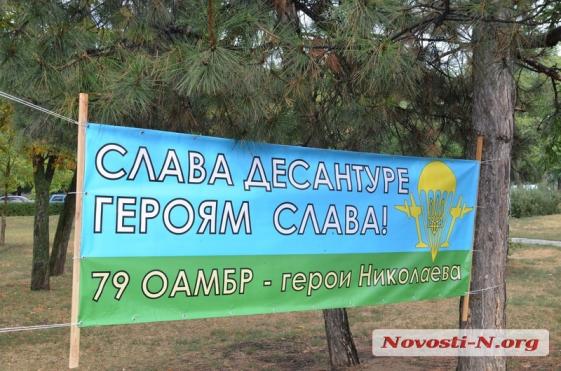 СЛАВА ДЕСАНТУРЕ
ГЕРОЯМ СЛАВА!
79 ОАМБР - герои Николаева
Novosti-N.org